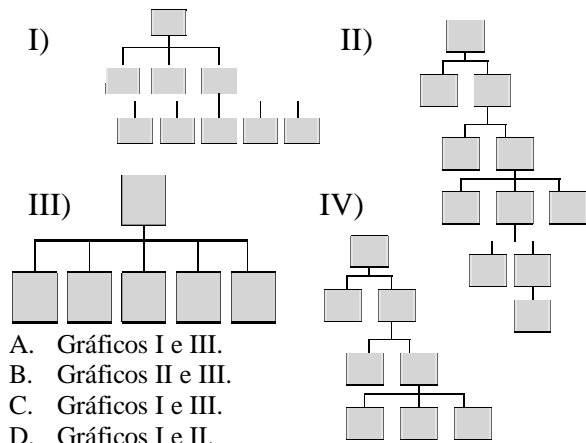 I)
II)
III)
IV)
A. Gráficos I e III.
B. Gráficos II e III.
C. Gráficos I e III.
D. Gráficos I e II.